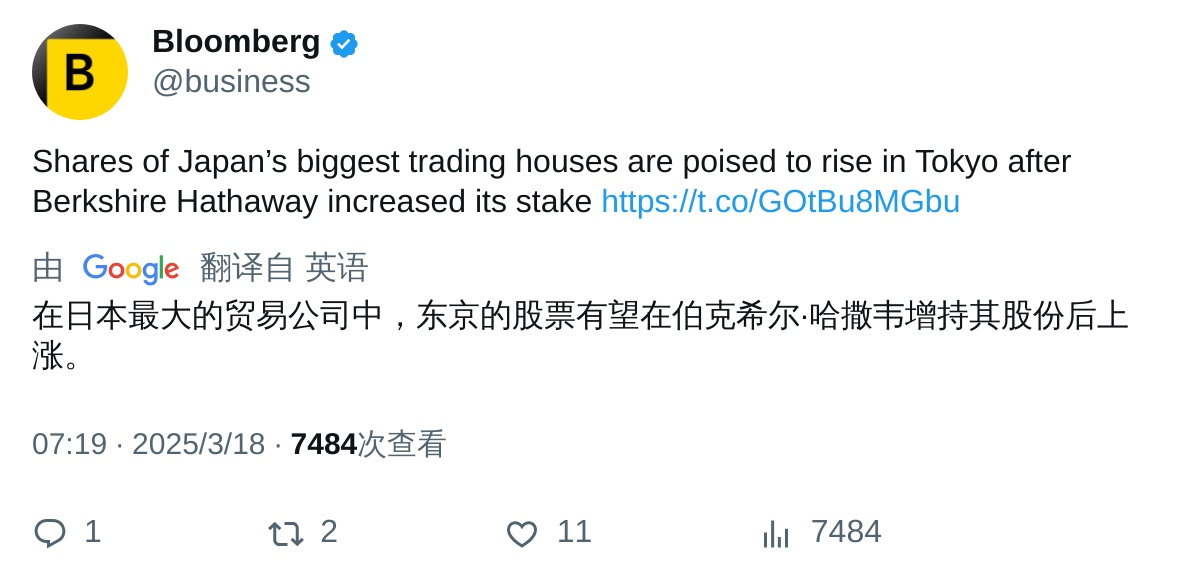 B
Bloomberg
@business
Shares of Japan’s biggest trading houses are poised to rise in Tokyo after
Berkshire Hathaway increased its stake https://t.co/GOtBu8MGbu
由 Google 翻译自 英语
在日本最大的贸易公司中，东京的股票有望在伯克希尔·哈撒韦增持其股份后上
涨。
07:19 · 2025/3/18 · 7484次查看
1 2 11 7484